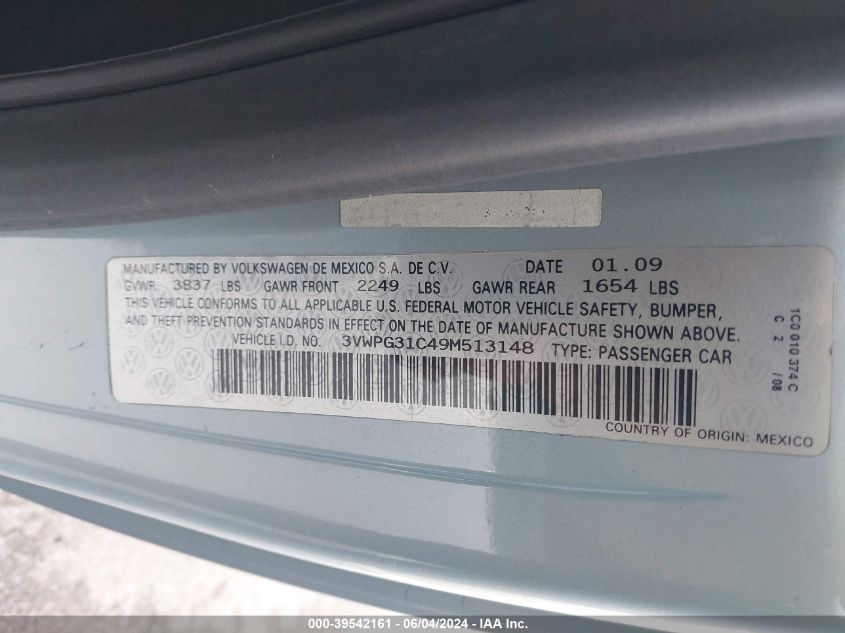 MANUFACTURED BY VOLKSWAGEN DE MEXICO S.A. DE C.V. DATE 01.09
GVWR. 3837 LBS GAWR FRONT 2249 LBS GAWR REAR 1654 LBS
THIS VEHICLE CONFORMS TO ALL APPLICABLE U.S. FEDERAL MOTOR VEHICLE SAFETY, BUMPER,
AND THEFT PREVENTION STANDARDS IN EFFECT ON THE DATE OF MANUFACTURE SHOWN ABOVE.
VEHICLE I.D. NO. 3VWPG31C49M513148 TYPE: PASSENGER CAR
COUNTRY OF ORIGIN: MEXICO
1C0 010 374 C
C 2 /08
000-39542161 - 06/04/2024 - IAA Inc.